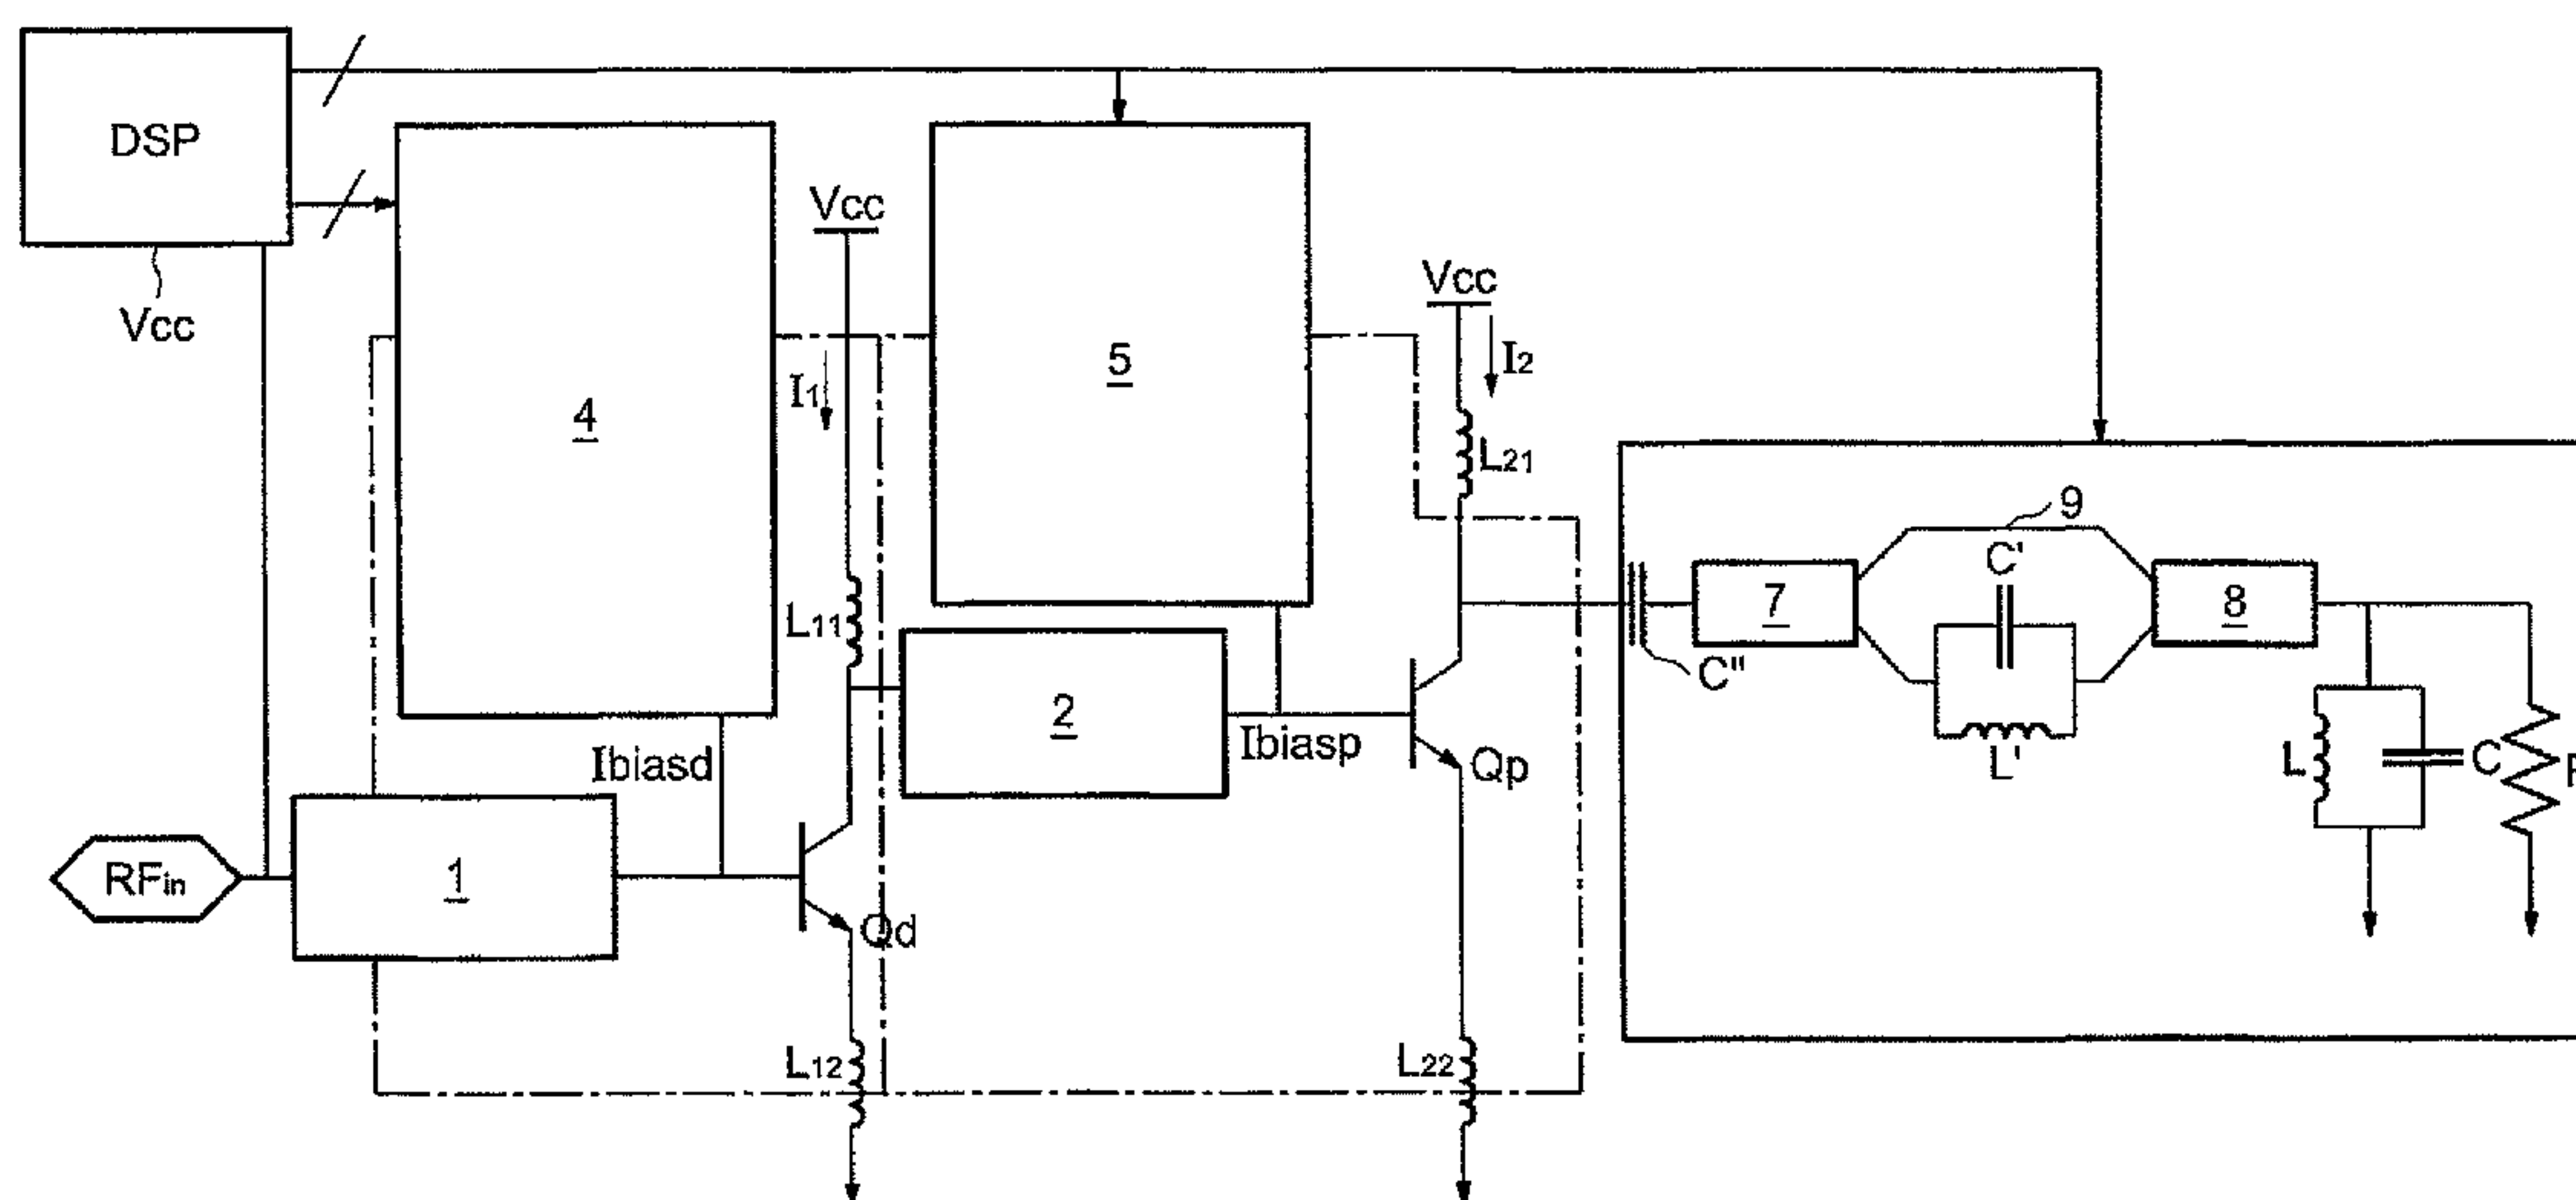 DSP
Vcc
Vcc
Vcc
4
5
I1
I2
L21
9
C'
L11
7
8
C"
2
Ibiasd
Ibiasp
Qp
L'
L
C
RFin
1
Qd
L12
L22